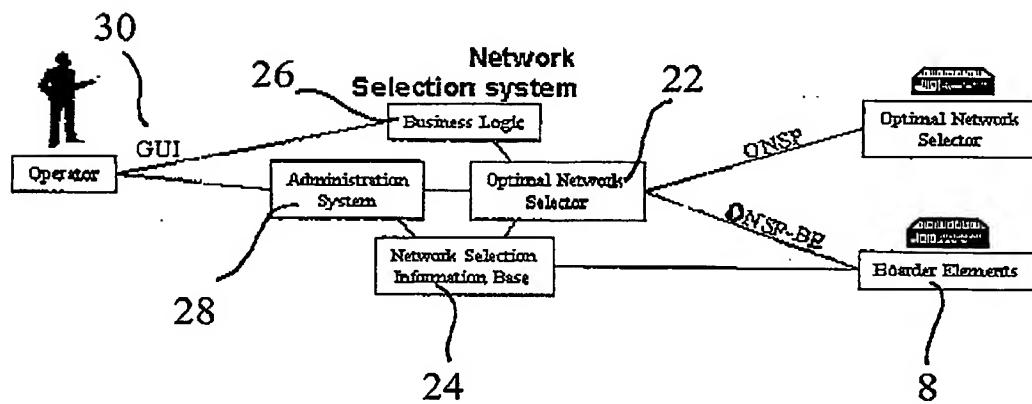 30
Network
Selection system
26
22
Business Logic
GUI
Operator
Administration
System
Optimal Network
Selector
ONSP
Optimal Network
Selector
ONSP-BE
Network Selection
Information Base
Boarder Elements
28
24
8